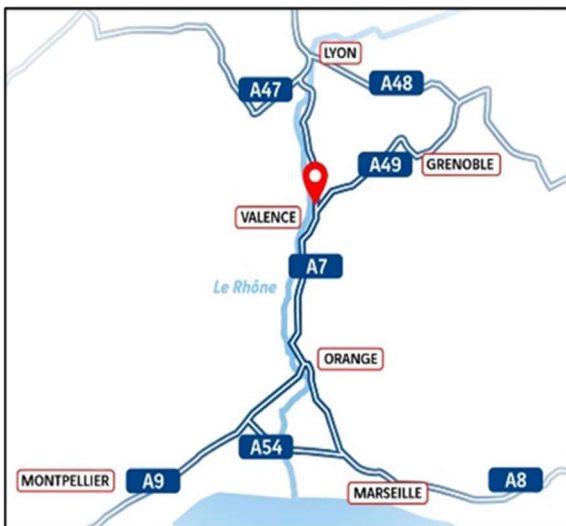 LYON
A47
A48
A49
GRENOBLE
VALENCE
A7
Le Rhône
ORANGE
A54
MONTPELLIER
A9
MARSEILLE
A8